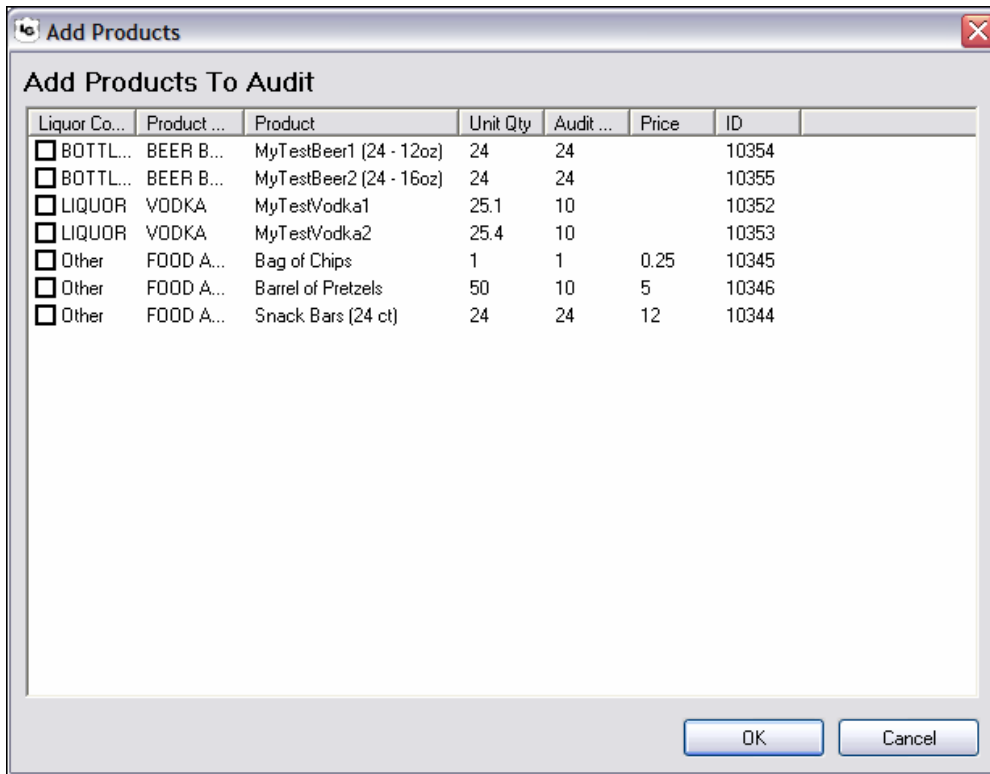 Add Products
Add Products To Audit
Liquor Co... Product ... Product Unit Qty Audit ... Price ID
BOTTL... BEER B... MyTestBeer1 (24 - 12oz) 24 24 10354
BOTTL... BEER B... MyTestBeer2 (24 - 16oz) 24 24 10355
LIQUOR VODKA MyTestVodka1 25.1 10 10352
LIQUOR VODKA MyTestVodka2 25.4 10 10353
Other FOOD A... Bag of Chips 1 1 0.25 10345
Other FOOD A... Barrel of Pretzels 50 10 5 10346
Other FOOD A... Snack Bars (24 ct) 24 24 12 10344
OK Cancel